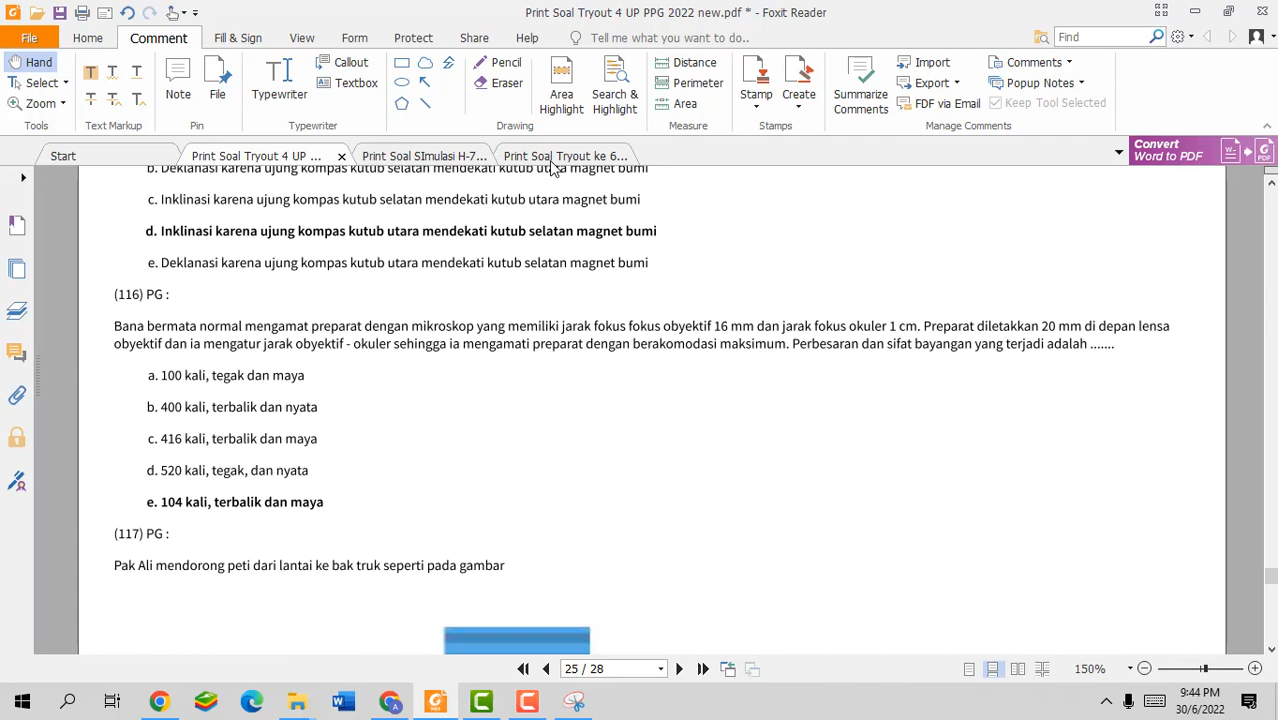 Print Soal Tryout 4 UP PPG 2022 new.pdf * - Foxit Reader
File Home Comment Fill & Sign View Form Protect Share Help Tell me what you want to do.. Find
Hand
Select
Zoom
Tools
Text Markup
Note
File
Pin
Typewriter
Callout
Textbox
Typewriter
Pencil
Eraser
Area Highlight
Search & Highlight
Drawing
Distance
Perimeter
Area
Measure
Stamp
Create
Stamps
Summarize Comments
Import
Export
FDF via Email
Comments
Popup Notes
Keep Tool Selected
Manage Comments
Start
Print Soal Tryout 4 UP ...
Print Soal SImulasi H-7...
Print Soal Tryout ke 6...
Convert
Word to PDF
b. Deklanasi karena ujung kompas kutub selatan mendekati kutub utara magnet bumi
c. Inklinasi karena ujung kompas kutub selatan mendekati kutub utara magnet bumi
d. Inklinasi karena ujung kompas kutub utara mendekati kutub selatan magnet bumi
e. Deklanasi karena ujung kompas kutub utara mendekati kutub selatan magnet bumi
(116) PG :
Bana bermata normal mengamat preparat dengan mikroskop yang memiliki jarak fokus fokus obyektif 16 mm dan jarak fokus okuler 1 cm. Preparat diletakkan 20 mm di depan lensa
obyektif dan ia mengatur jarak obyektif - okuler sehingga ia mengamati preparat dengan berakomodasi maksimum. Perbesaran dan sifat bayangan yang terjadi adalah .......
a. 100 kali, tegak dan maya
b. 400 kali, terbalik dan nyata
c. 416 kali, terbalik dan maya
d. 520 kali, tegak, dan nyata
e. 104 kali, terbalik dan maya
(117) PG :
Pak Ali mendorong peti dari lantai ke bak truk seperti pada gambar
25 / 28
150%
9:44 PM
30/6/2022